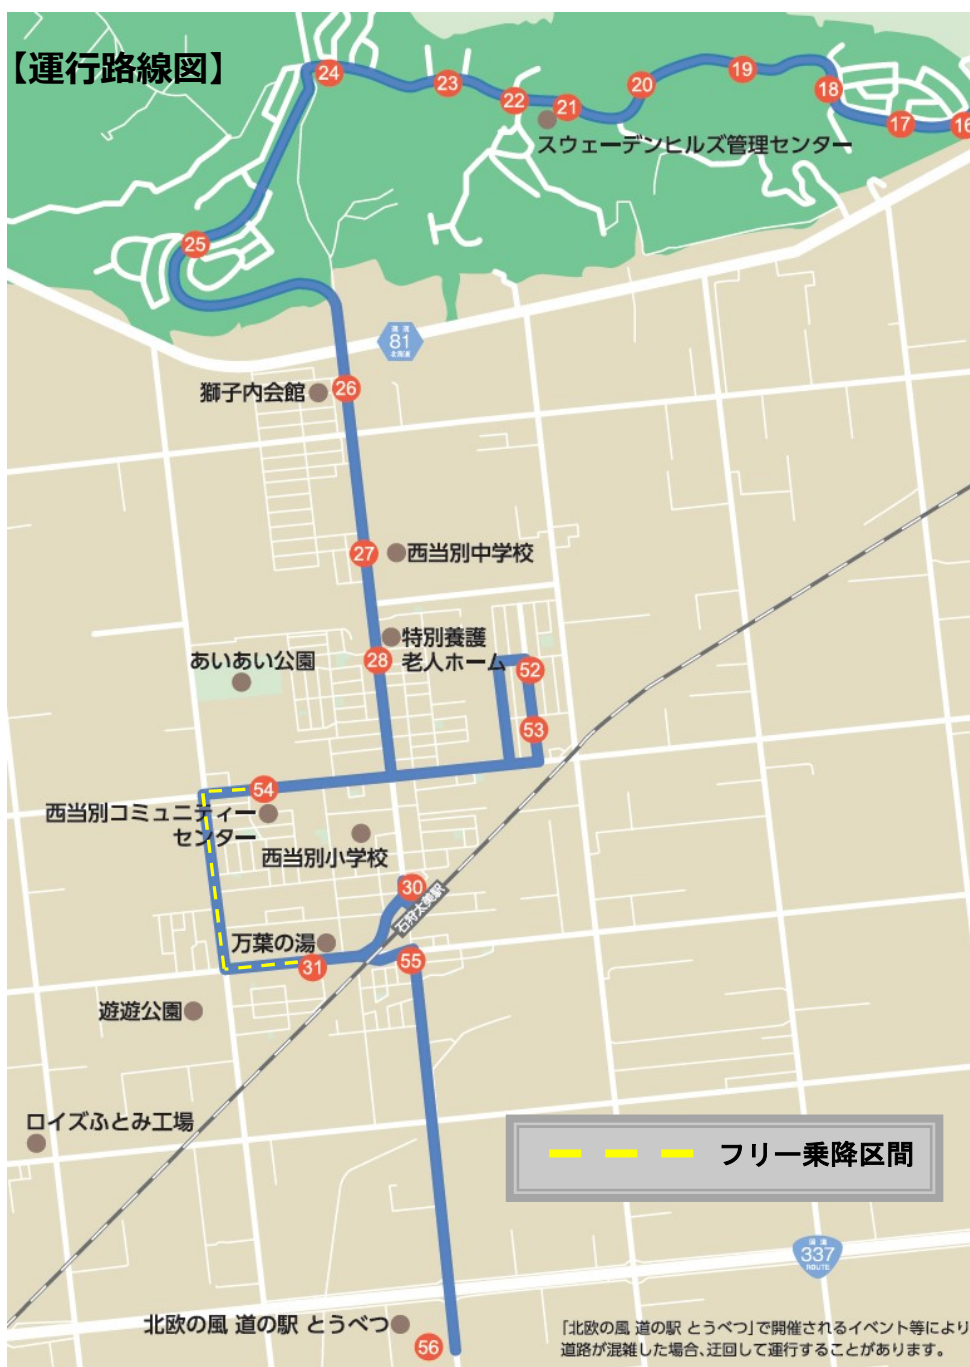 【運行路線図】
24
23
22
21
20
19
18
17
16
スウェーデンヒルズ管理センター
25
道道
81
北海道
獅子内会館
26
27
西当別中学校
特別養護
老人ホーム
28
あいあい公園
52
53
54
西当別コミュニティー
センター
西当別小学校
30
石狩太美駅
万葉の湯
31
55
遊遊公園
ロイズふとみ工場
フリー乗降区間
337
ROUTE
北欧の風 道の駅 とうべつ
56
「北欧の風 道の駅 とうべつ」で開催されるイベント等により
道路が混雑した場合、迂回して運行することがあります。